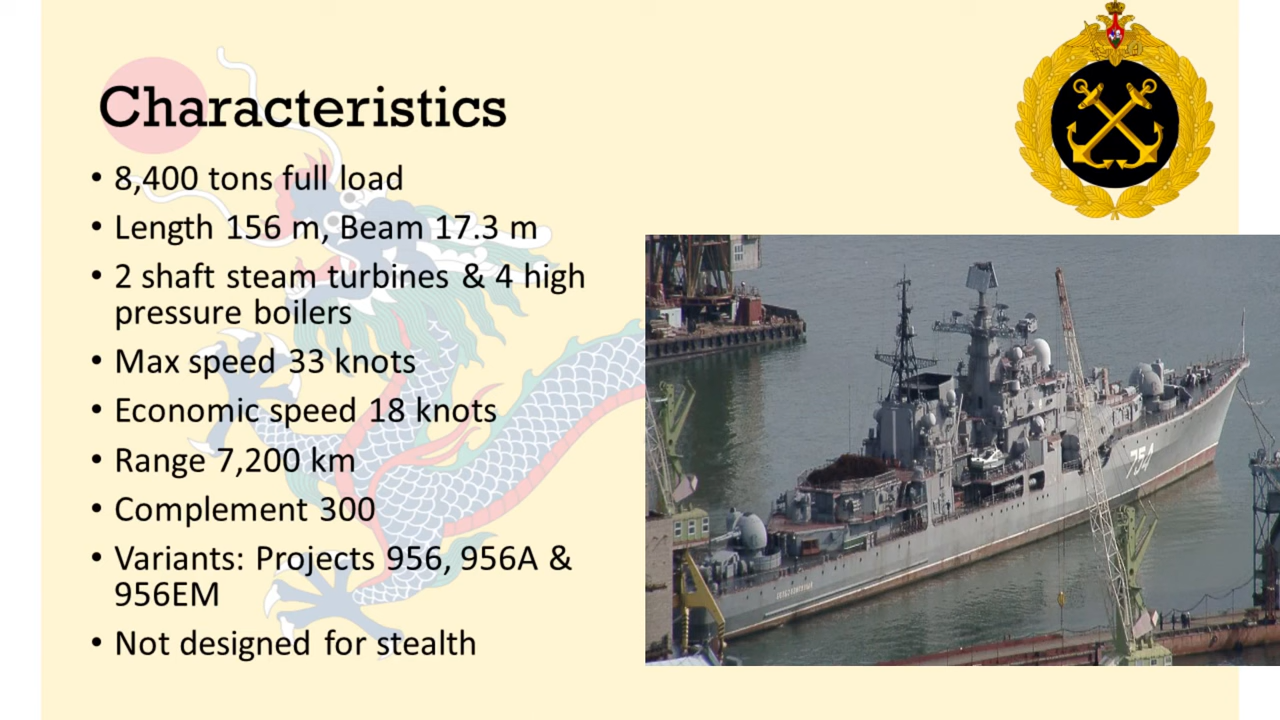 Characteristics
• 8,400 tons full load
• Length 156 m, Beam 17.3 m
• 2 shaft steam turbines & 4 high
pressure boilers
• Max speed 33 knots
• Economic speed 18 knots
• Range 7,200 km
• Complement 300
• Variants: Projects 956, 956A &
956EM
• Not designed for stealth
754